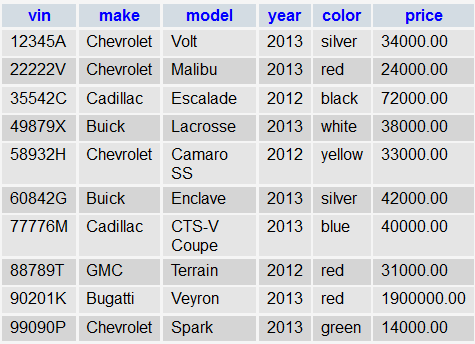 vin make model year color price
12345A Chevrolet Volt 2013 silver 34000.00
22222V Chevrolet Malibu 2013 red 24000.00
35542C Cadillac Escalade 2012 black 72000.00
49879X Buick Lacrosse 2013 white 38000.00
58932H Chevrolet Camaro 2012 yellow 33000.00
SS
60842G Buick Enclave 2013 silver 42000.00
77776M Cadillac CTS-V 2013 blue 40000.00
Coupe
88789T GMC Terrain 2012 red 31000.00
90201K Bugatti Veyron 2013 red 1900000.00
99090P Chevrolet Spark 2013 green 14000.00